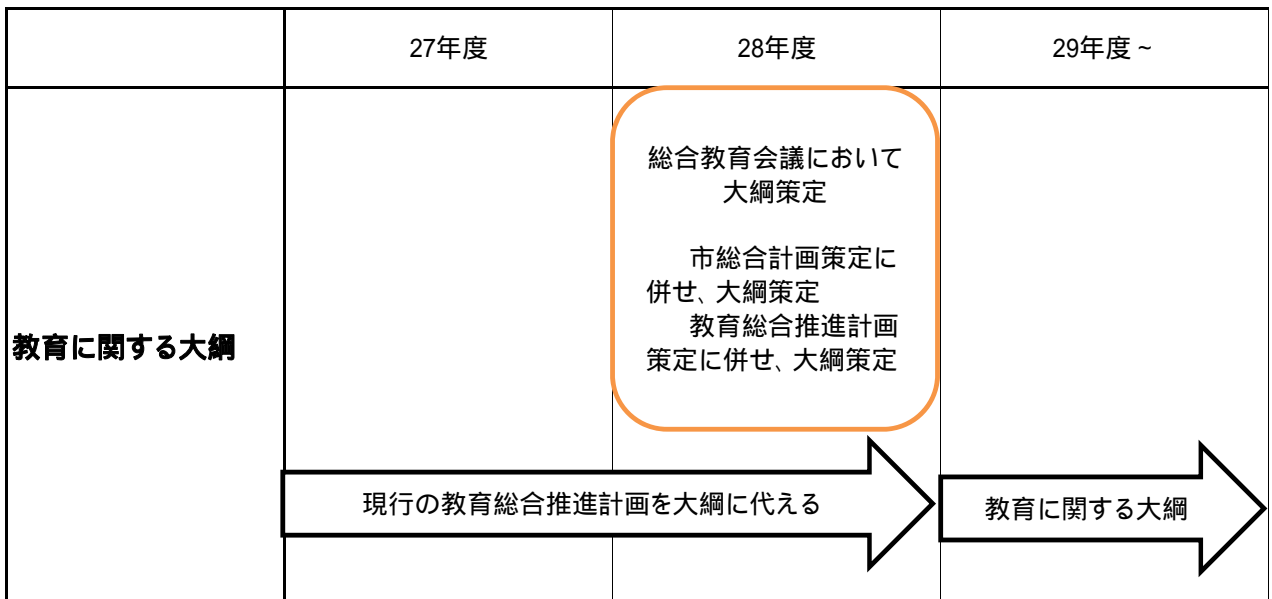 27年度
28年度
29年度 ~
総合教育会議において
大綱策定
市総合計画策定に
併せ、大綱策定
教育総合推進計画
策定に併せ、大綱策定
教育に関する大綱
現行の教育総合推進計画を大綱に代える
教育に関する大綱